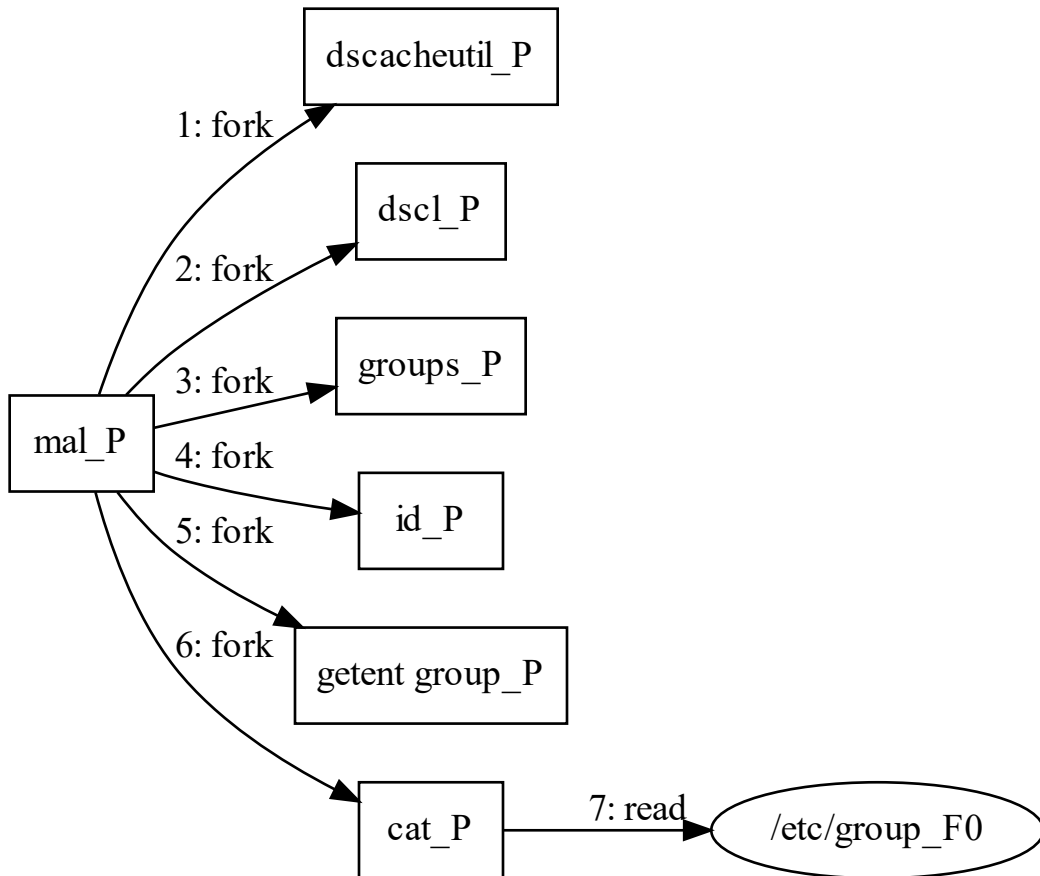 dscacheutil_P
1: fork
dscl_P
2: fork
groups_P
3: fork
mal_P
4: fork
id_P
5: fork
6: fork
getent group_P
7: read
cat_P
/etc/group_F0